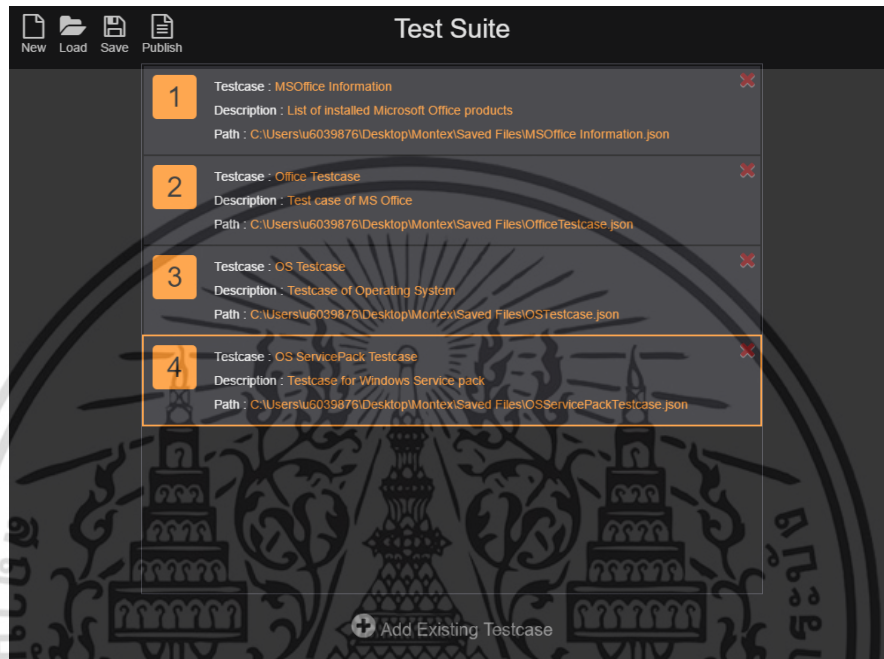 Test Suite
New Load Save Publish
1
Testcase : MSOffice Information
Description : List of installed Microsoft Office products
Path : C:\Users\u6039876\Desktop\Montex\Saved Files\MSOffice Information.json
2
Testcase : Office Testcase
Description : Test case of MS Office
Path : C:\Users\u6039876\Desktop\Montex\Saved Files\OfficeTestcase.json
3
Testcase : OS Testcase
Description : Testcase of Operating System
Path : C:\Users\u6039876\Desktop\Montex\Saved Files\OSTestcase.json
4
Testcase : OS ServicePack Testcase
Description : Testcase for Windows Service pack
Path : C:\Users\u6039876\Desktop\Montex\Saved Files\OSServicePackTestcase.json
Add Existing Testcase